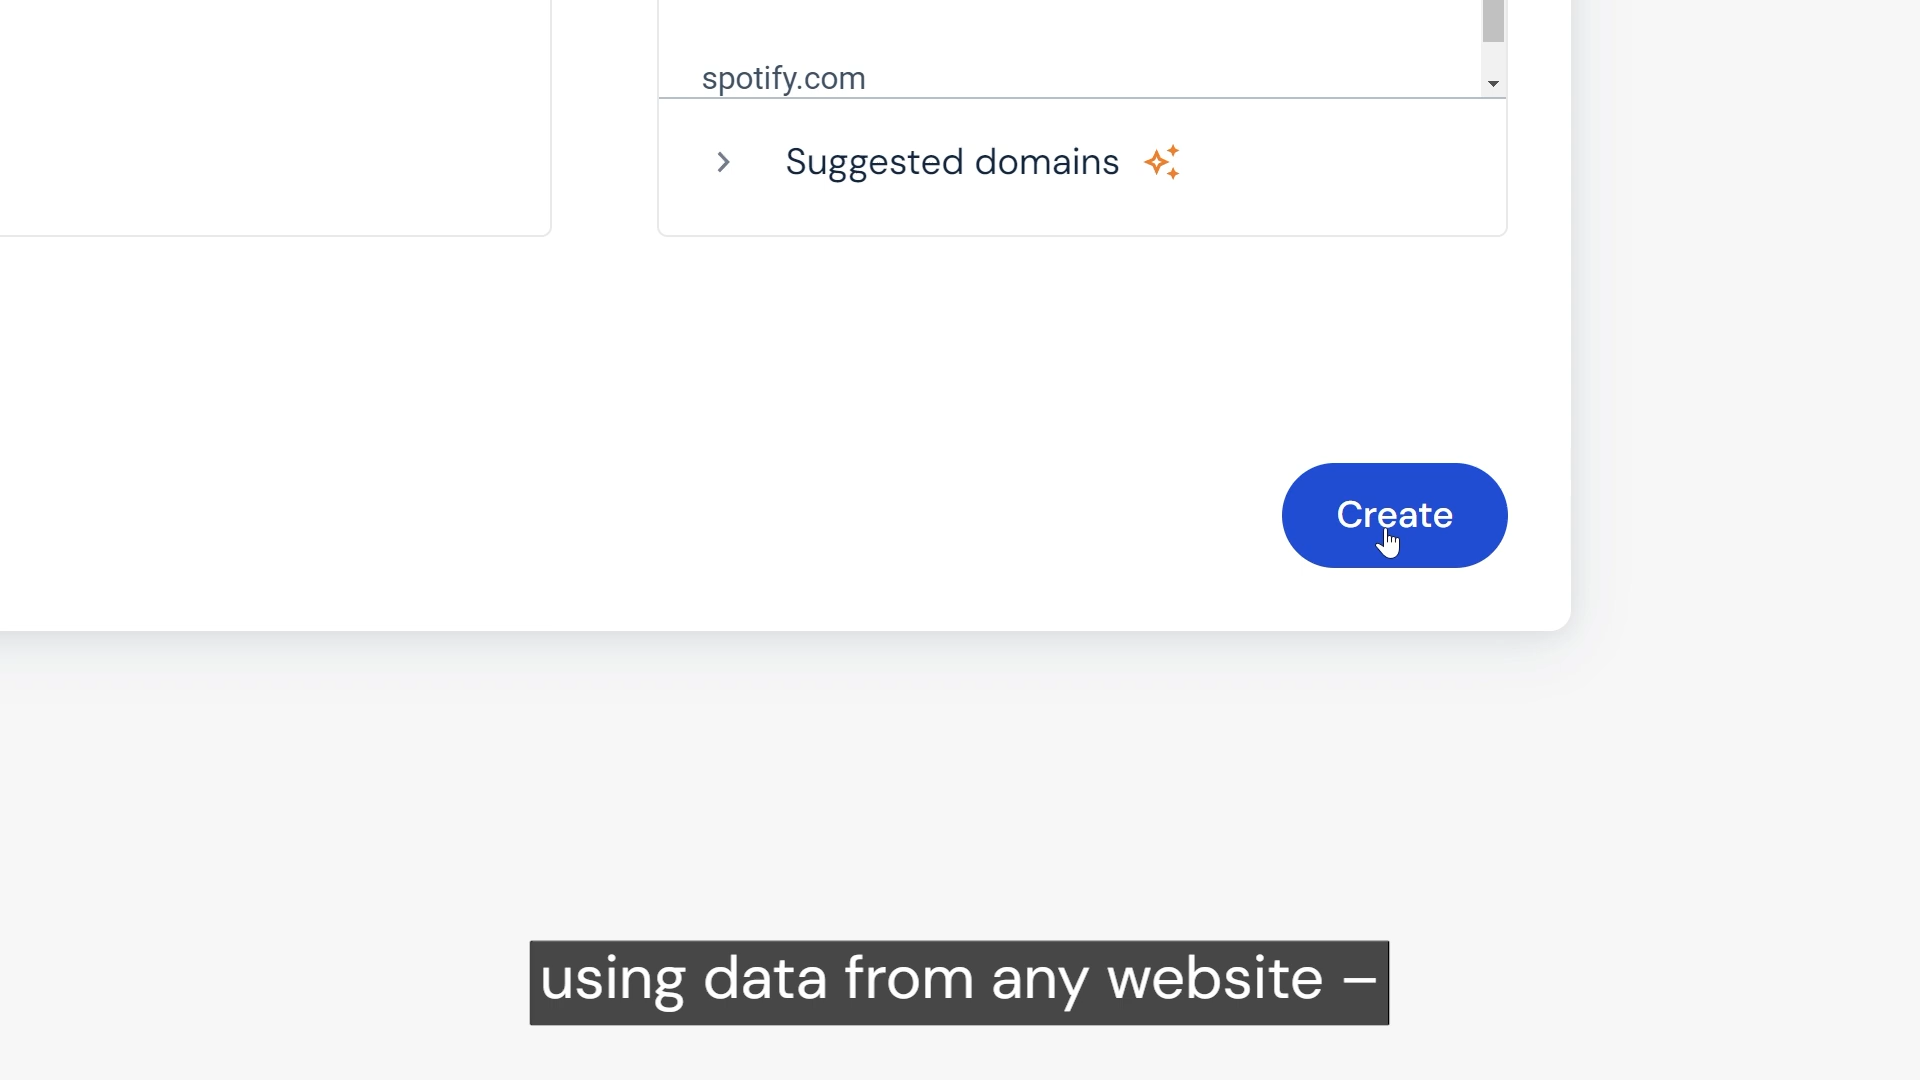 spotify.com
Suggested domains
Create
using data from any website –